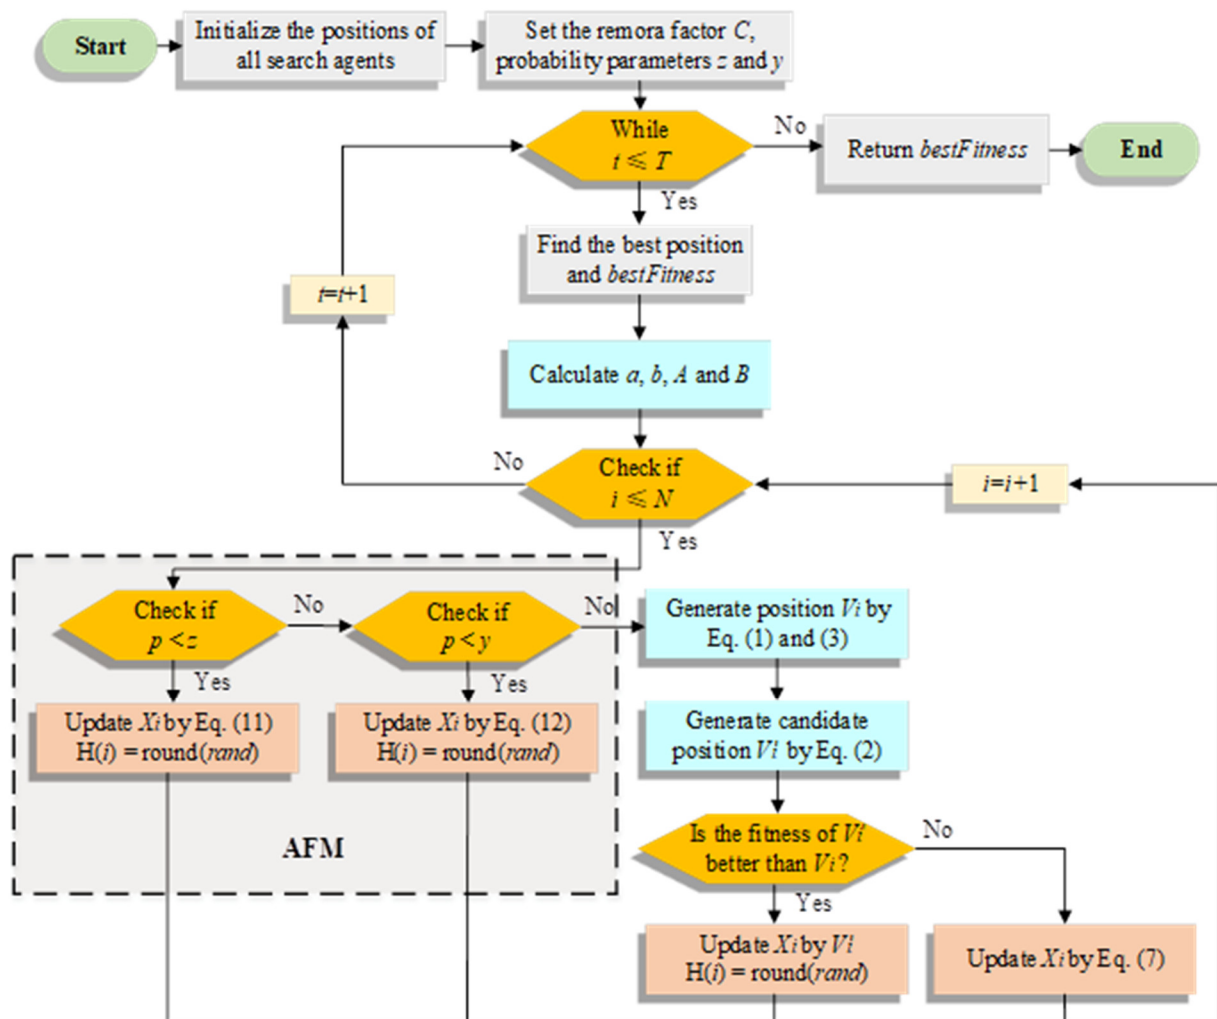 Start
Initialize the positions of
all search agents
Set the remora factor C,
probability parameters z and y
While
t ⩽ T
No
Return bestFitness
End
Yes
Find the best position
and bestFitness
t=t+1
Calculate a, b, A and B
No
Check if
i ⩽ N
i=i+1
Yes
Check if
p < z
No
Check if
p < y
No
Generate position Vi by
Eq. (1) and (3)
Yes
Yes
Update Xi by Eq. (11)
H(i) = round(rand)
Update Xi by Eq. (12)
H(i) = round(rand)
Generate candidate
position Vi' by Eq. (2)
AFM
Is the fitness of Vi'
better than Vi?
No
Yes
Update Xi by Vi'
H(i) = round(rand)
Update Xi by Eq. (7)